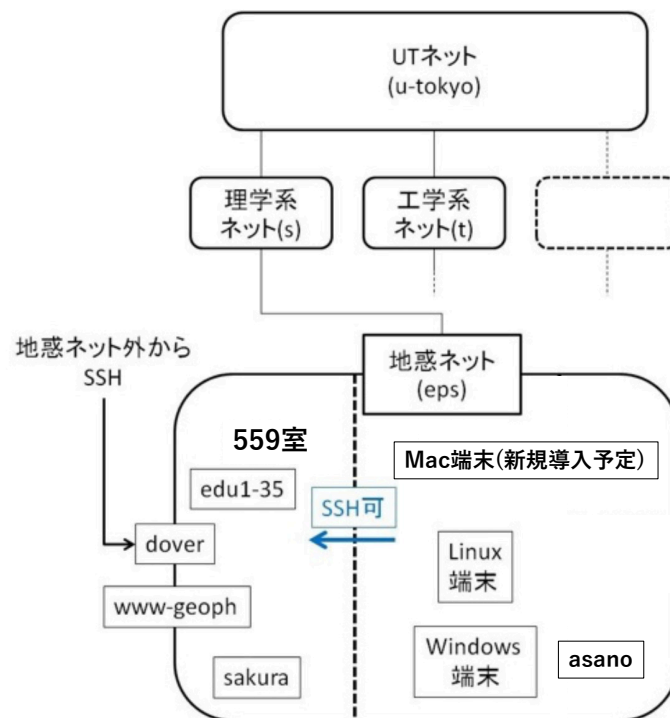 UTネット
(u-tokyo)
理学系
ネット(s)
工学系
ネット(t)
地惑ネット外から
SSH
地惑ネット
(eps)
559室
Mac端末(新規導入予定)
edu1-35
SSH可
dover
Linux
端末
www-geoph
Windows
端末
asano
sakura